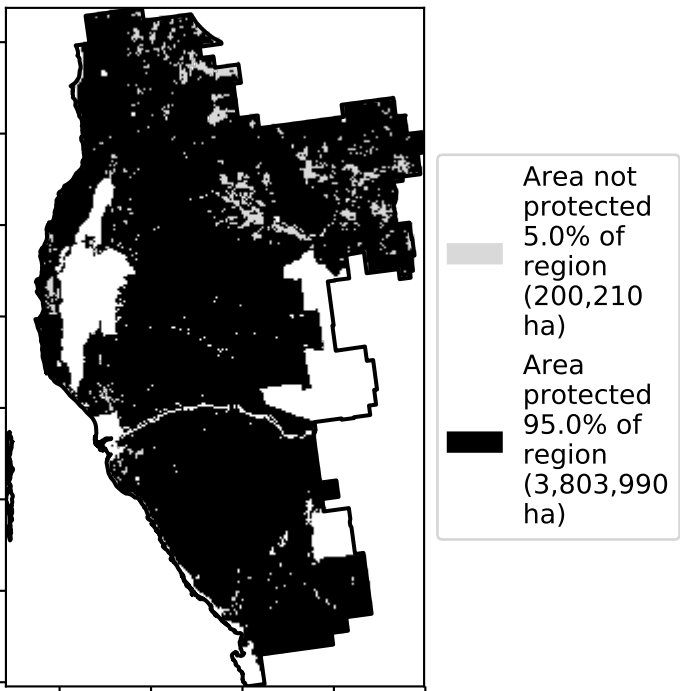 Area not
protected
5.0% of
region
(200,210
ha)
Area
protected
95.0% of
region
(3,803,990
ha)